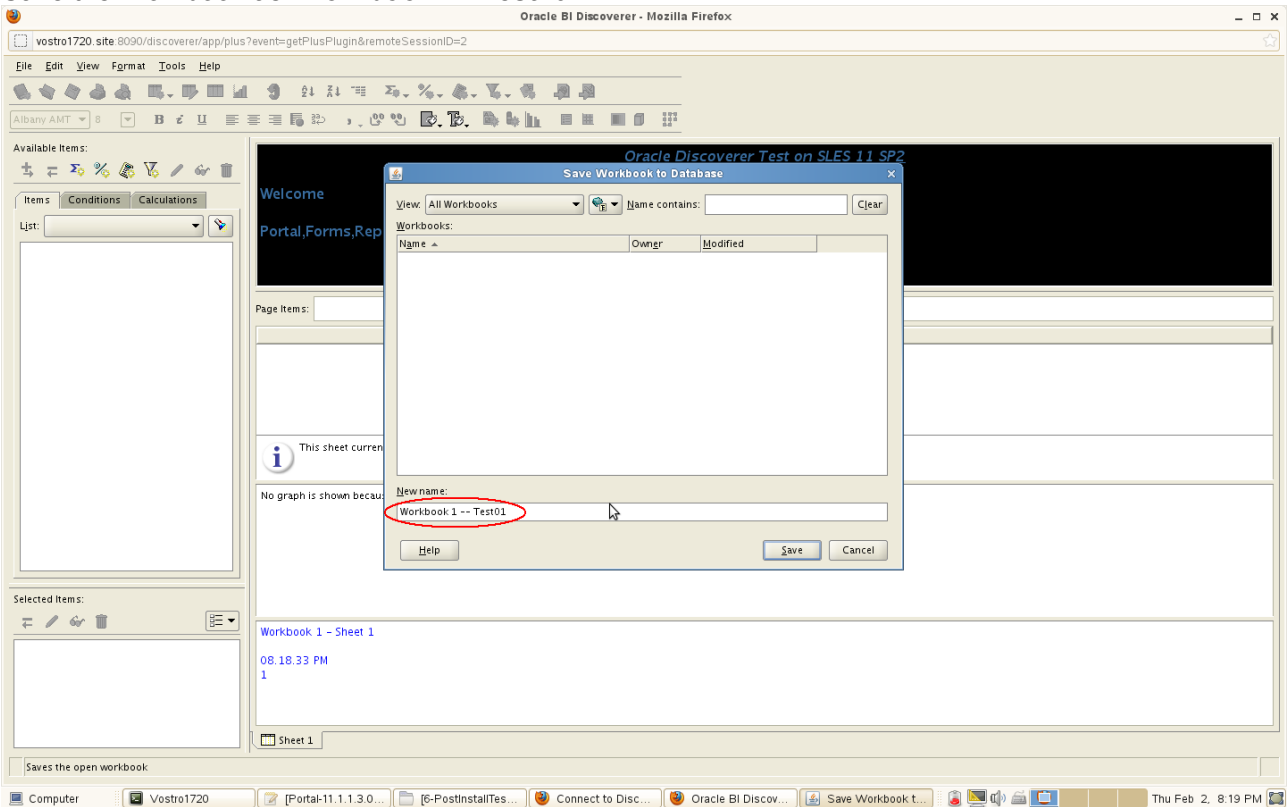 Oracle BI Discoverer - Mozilla Firefox
vostro1720.site:8090/discoverer/app/plus?event=getPlusPlugin&remoteSessionID=2
File Edit View Format Tools Help
Albany AMT 8
Available Items:
Items Conditions Calculations
List:
Oracle Discoverer Test on SLES 11 SP2
Welcome
Portal,Forms,Rep
Page Items:
This sheet curren
No graph is shown becau
Save Workbook to Database
View: All Workbooks Name contains: Clear
Workbooks:
Name Owner Modified
New name:
Workbook 1 -- Test01
Help Save Cancel
Selected Items:
Workbook 1 - Sheet 1
08.18.33 PM
1
Sheet 1
Saves the open workbook
Computer Vostro1720 [Portal-11.1.1.3.0... [6-PostInstallTes... Connect to Disc... Oracle BI Discov... Save Workbook t... Thu Feb 2, 8:19 PM